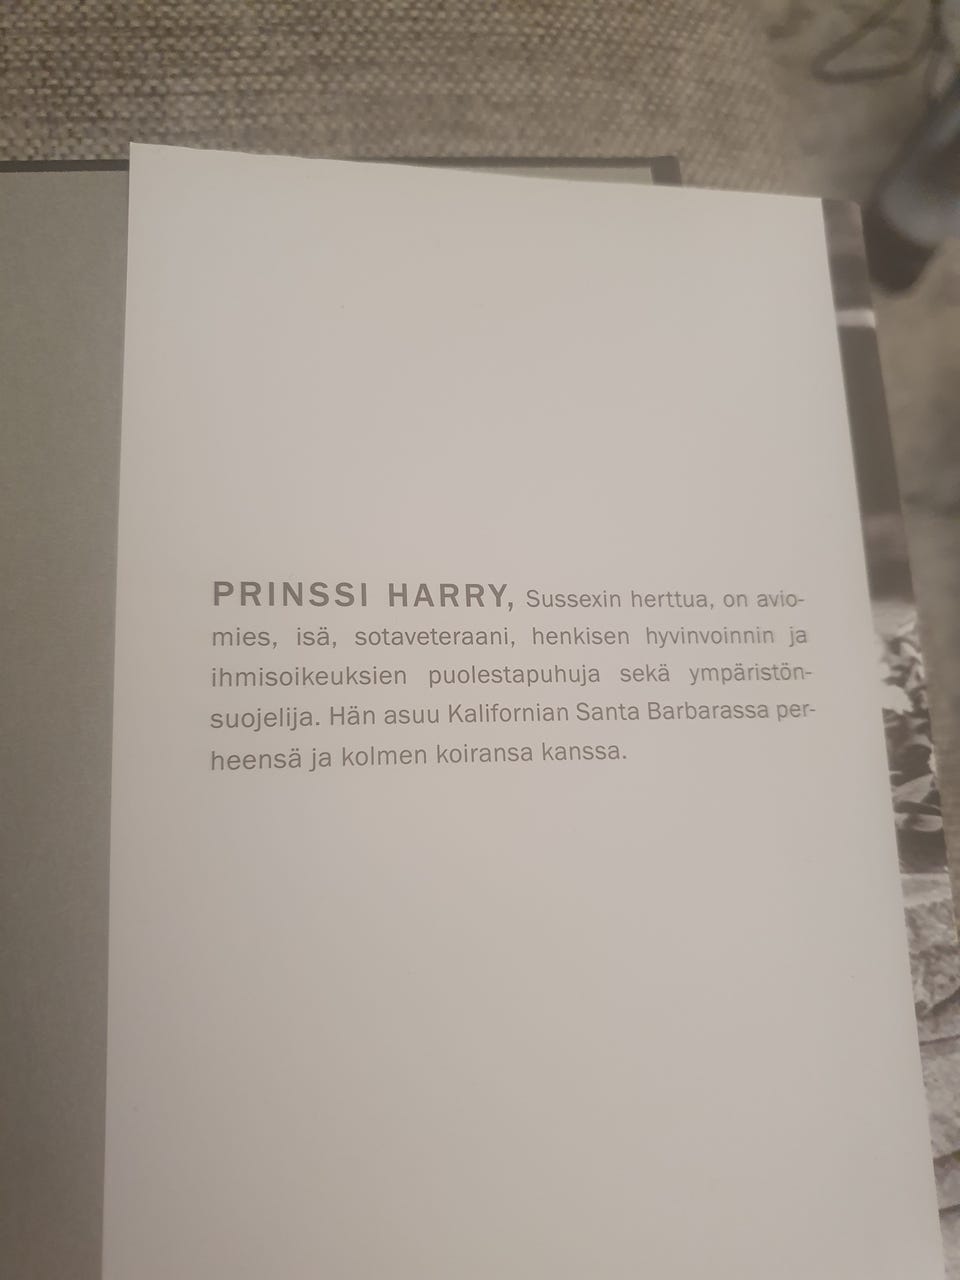 PRINSSI HARRY, Sussexin herttua, on avio-
mies, isä, sotaveteraani, henkisen hyvinvoinnin ja
ihmisoikeuksien puolestapuhuja sekä ympäristön-
suojelija. Hän asuu Kalifornian Santa Barbarassa per-
heensä ja kolmen koiransa kanssa.